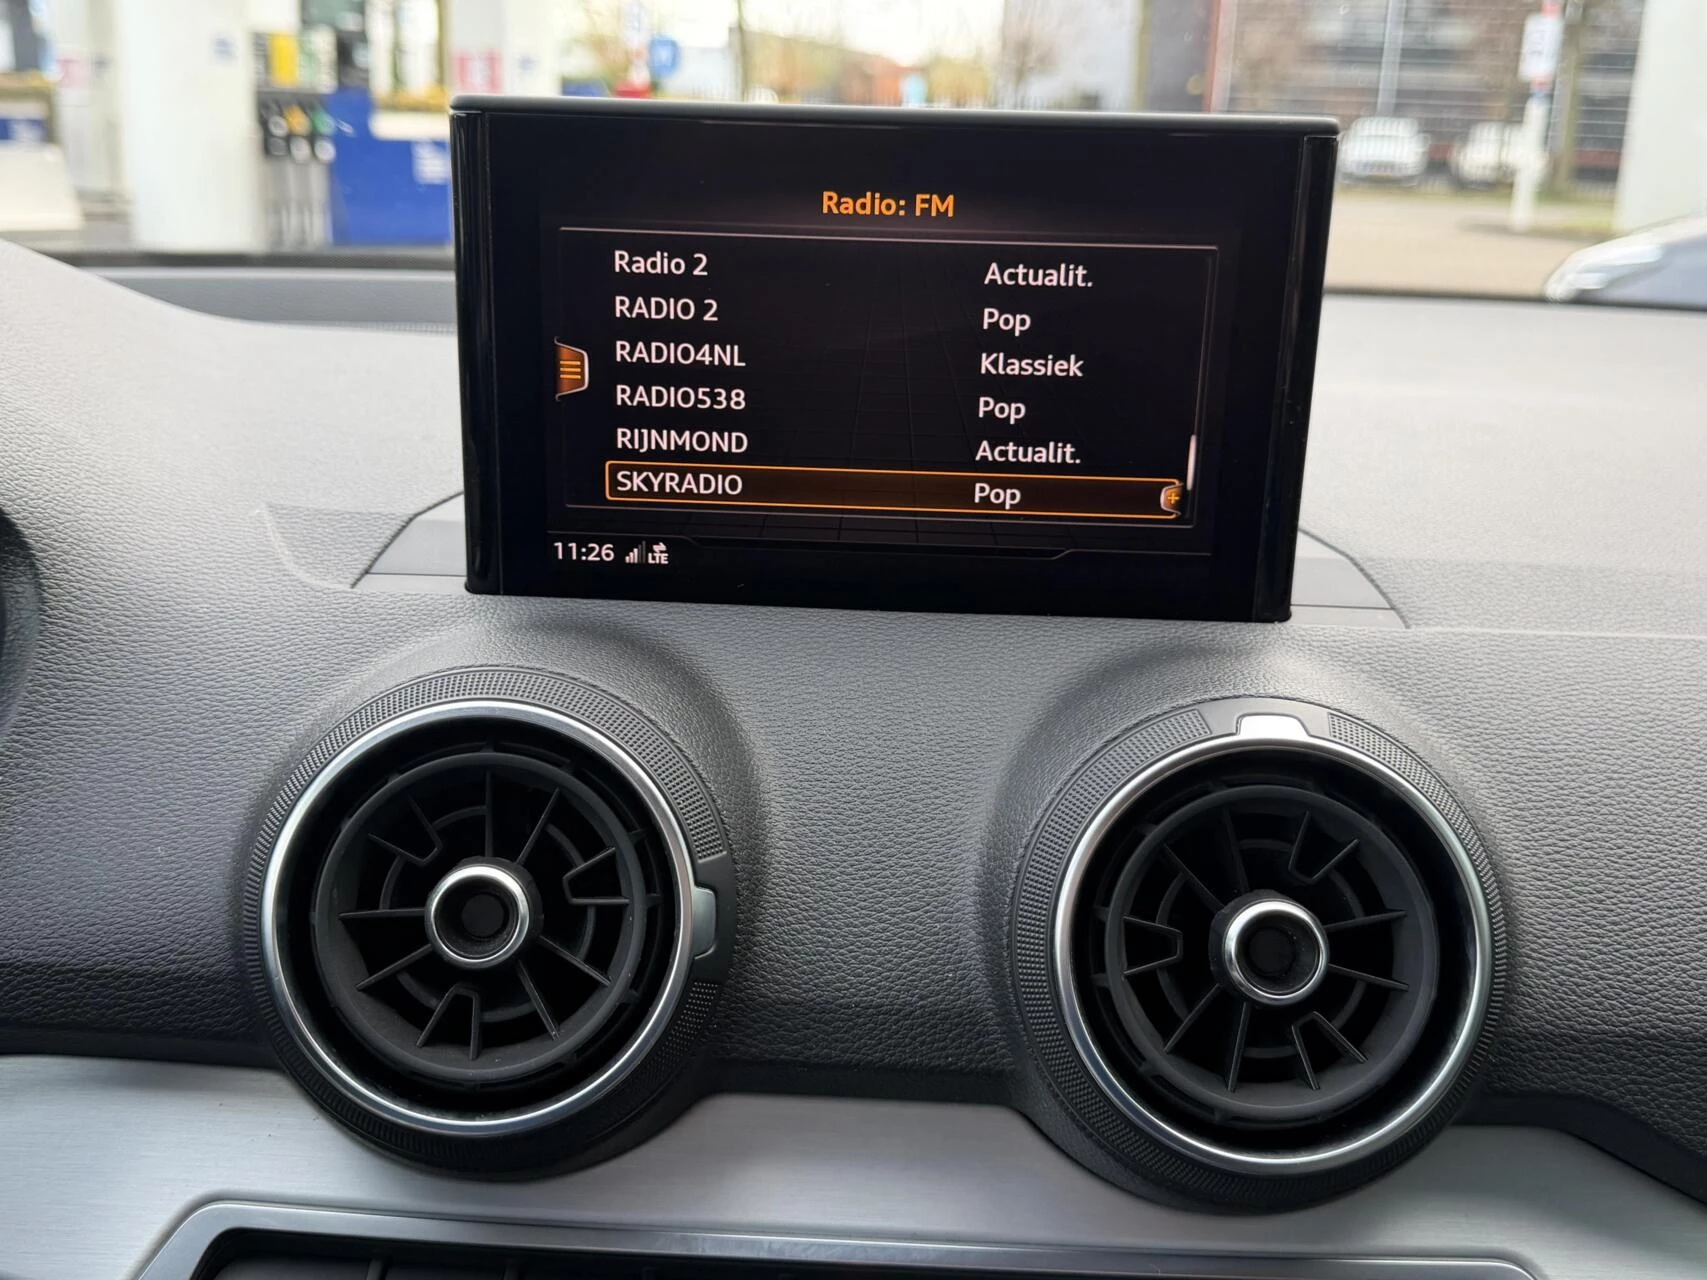 Radio: FM
Radio 2 Actualit.
RADIO 2 Pop
RADIO4NL Klassiek
RADIO538 Pop
RIJNMOND Actualit.
SKYRADIO Pop
11:26 LTE